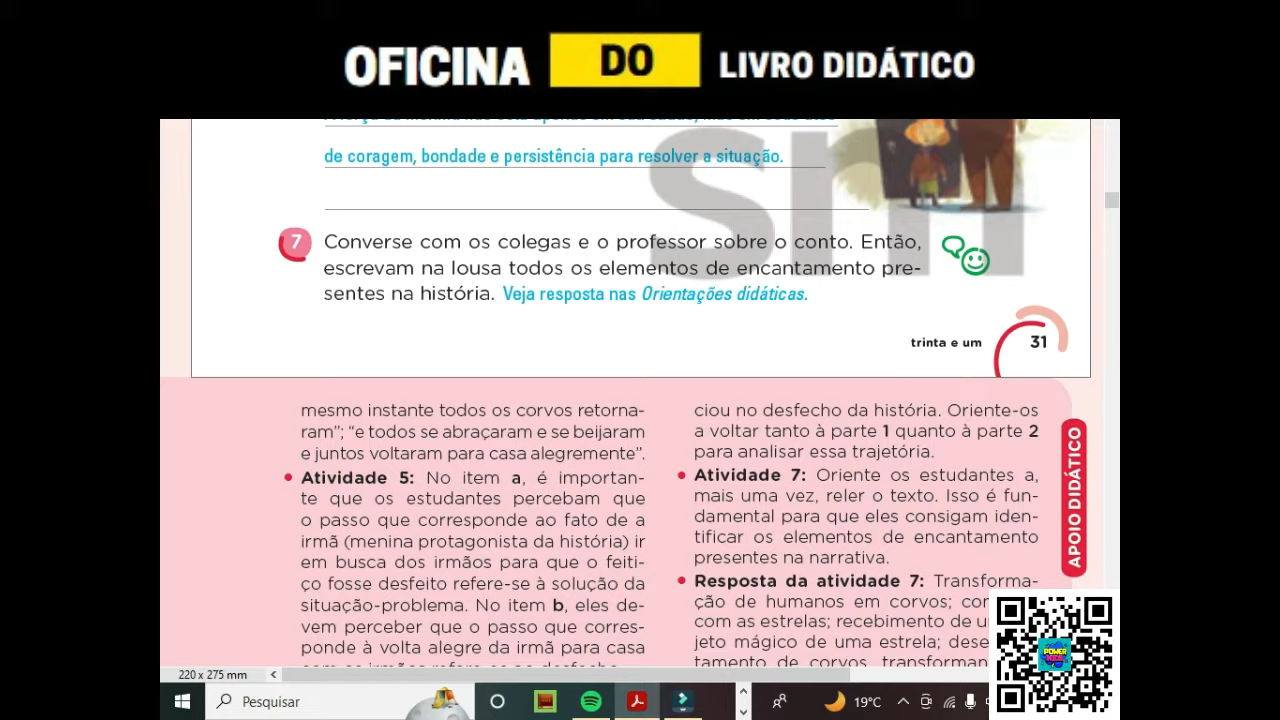 OFICINA DO LIVRO DIDÁTICO
de coragem, bondade e persistência para resolver a situação.
sm
7 Converse com os colegas e o professor sobre o conto. Então,
escrevam na lousa todos os elementos de encantamento pre-
sentes na história. Veja resposta nas Orientações didáticas.
trinta e um 31
mesmo instante todos os corvos retorna-
ram”; “e todos se abraçaram e se beijaram
e juntos voltaram para casa alegremente”.
• Atividade 5: No item a, é importan-
te que os estudantes percebam que
o passo que corresponde ao fato de a
irmã (menina protagonista da história) ir
em busca dos irmãos para que o feiti-
ço fosse desfeito refere-se à solução da
situação-problema. No item b, eles de-
vem perceber que o passo que corres-
ponde à volta alegre da irmã para casa
ciou no desfecho da história. Oriente-os
a voltar tanto à parte 1 quanto à parte 2
para analisar essa trajetória.
• Atividade 7: Oriente os estudantes a,
mais uma vez, reler o texto. Isso é fun-
damental para que eles consigam iden-
tificar os elementos de encantamento
presentes na narrativa.
• Resposta da atividade 7: Transforma-
ção de humanos em corvos;
com as estrelas; recebimento de
jeto mágico de uma estrela;
tamento de corvos, transforman
APOIO DIDÁTICO
POWER
220 x 275 mm
Pesquisar
19°C